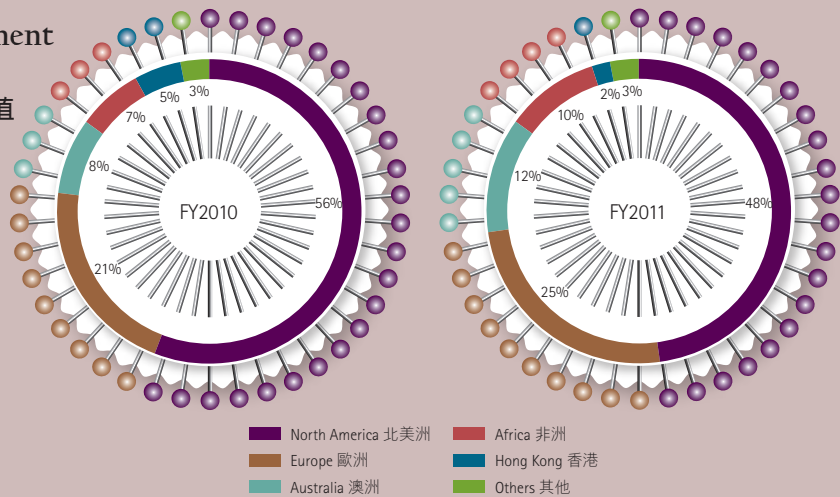 ment
值
5% 3%
7%
8%
56%
FY2010
21%
2% 3%
10%
12%
48%
FY2011
25%
North America 北美洲
Africa 非洲
Europe 歐洲
Hong Kong 香港
Australia 澳洲
Others 其他